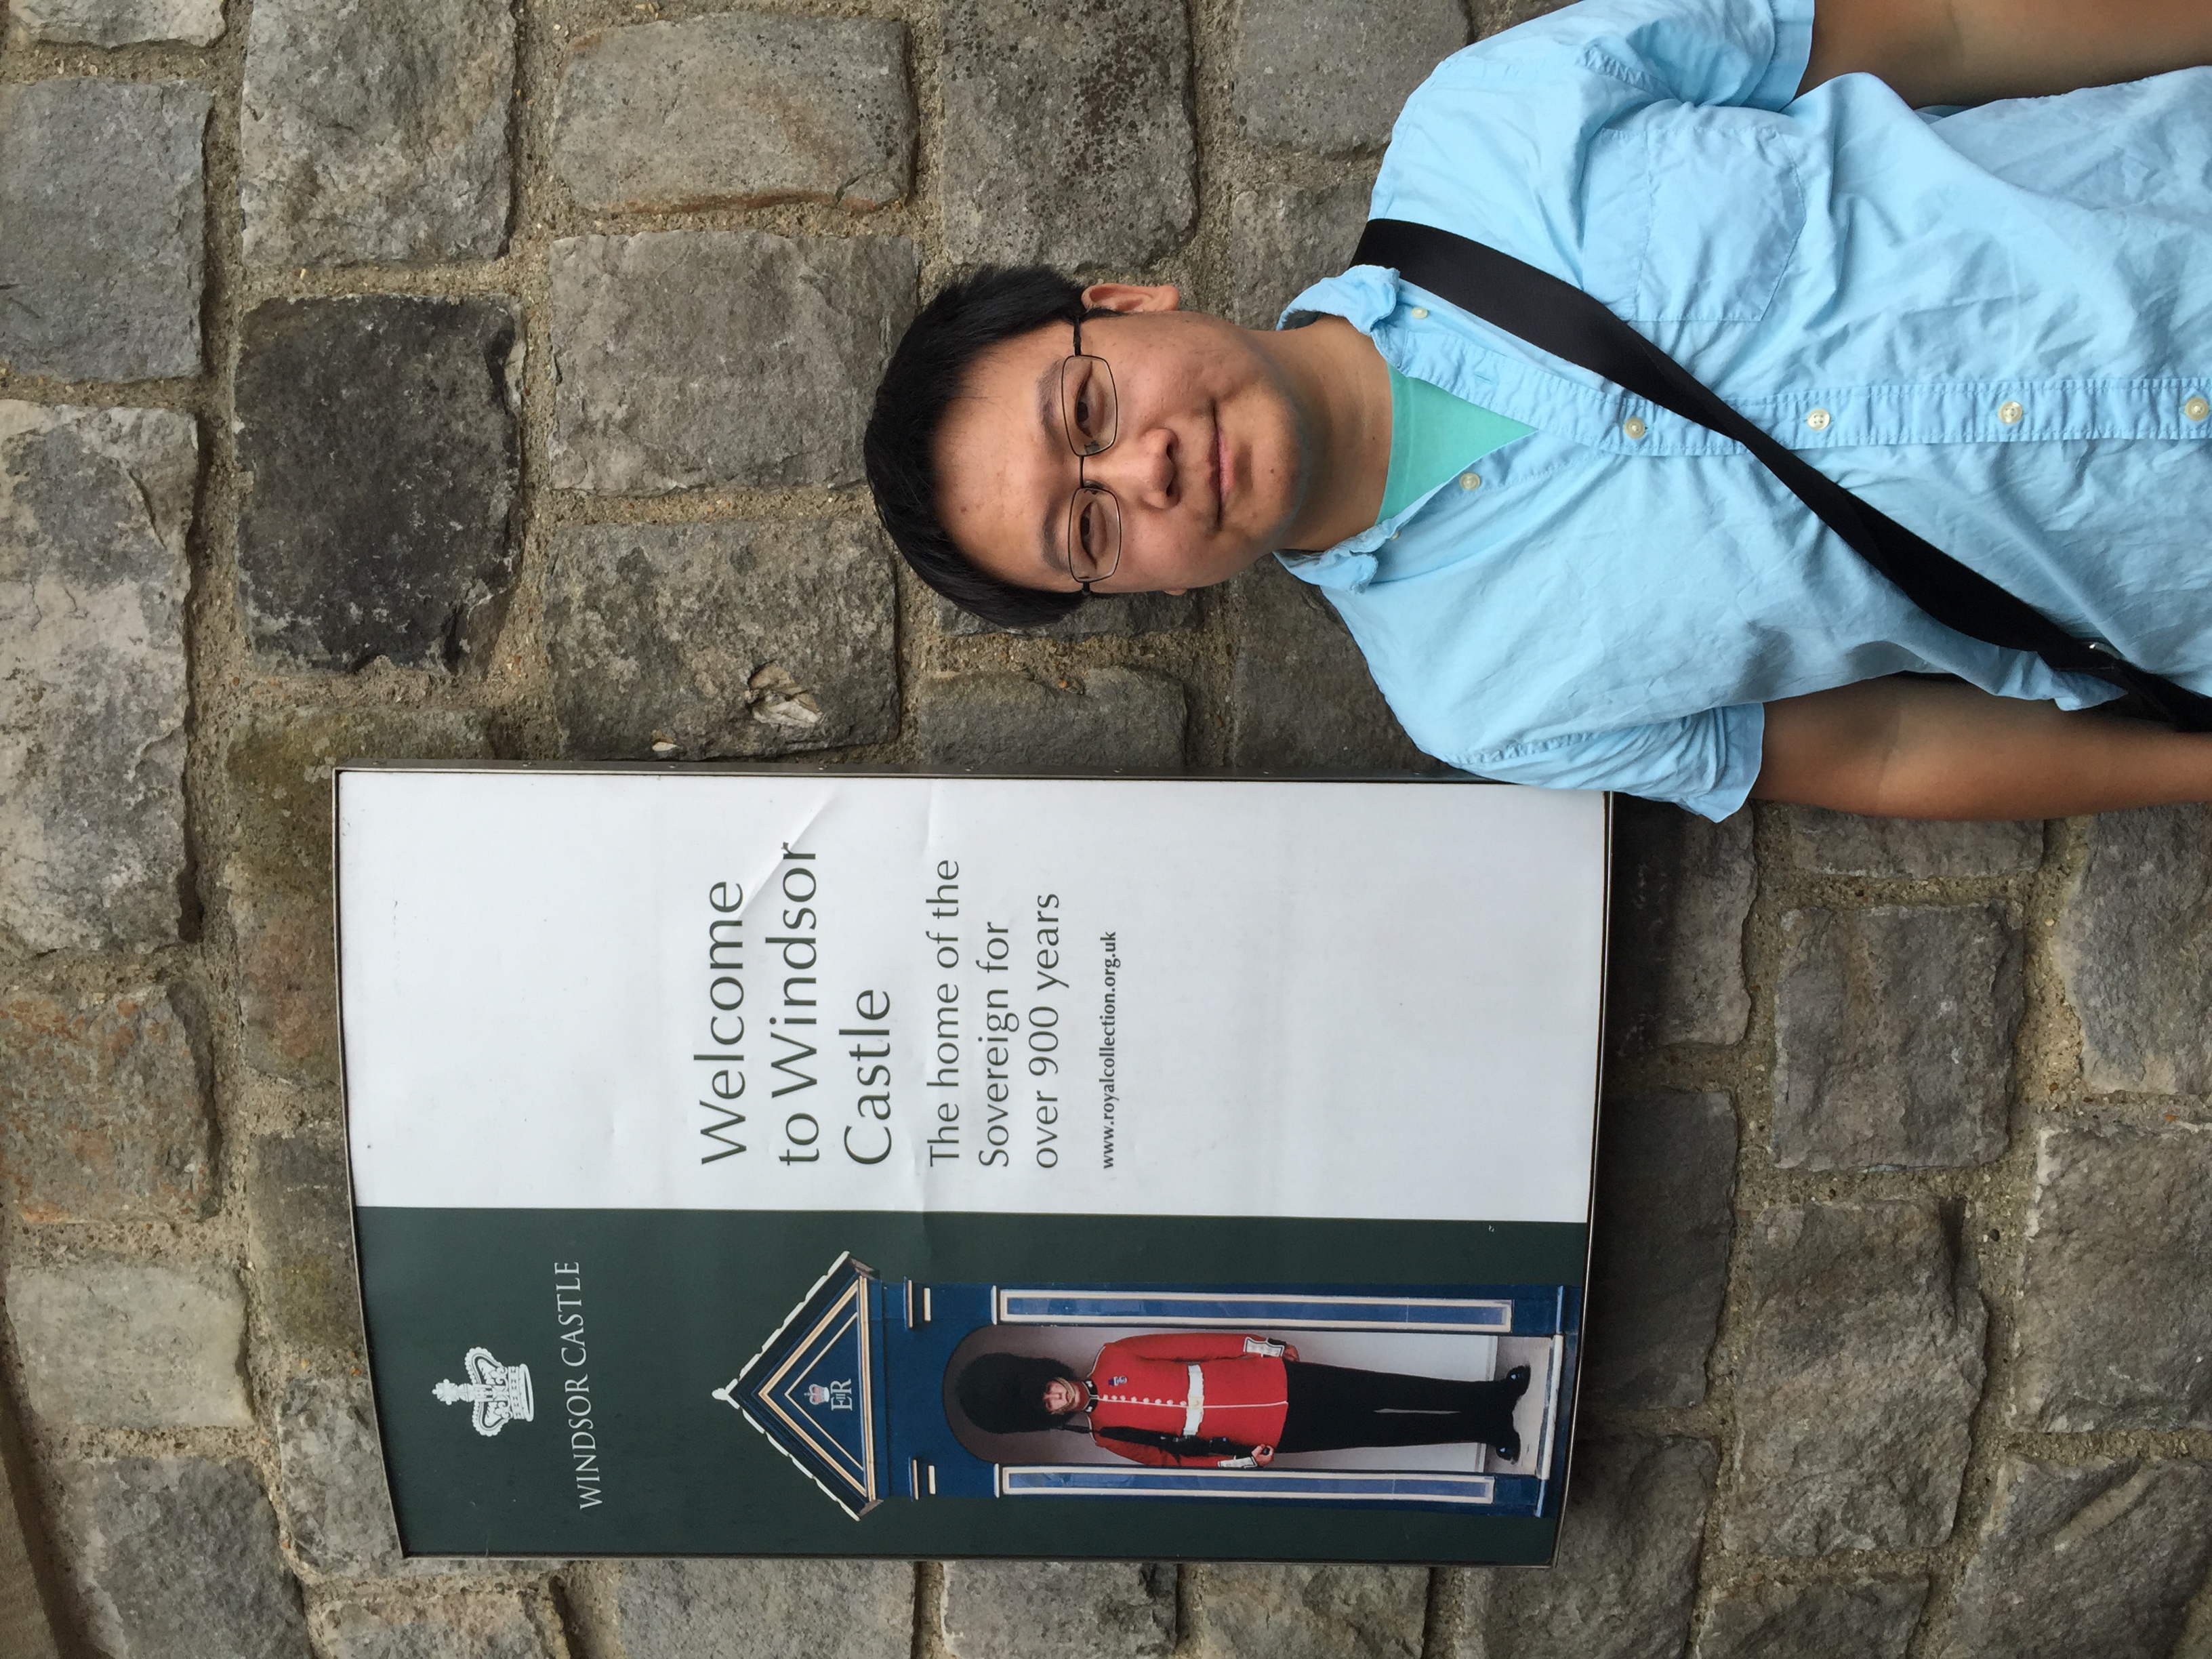 WINDSOR CASTLE
EIIR
Welcome
to Windsor
Castle
The home of the
Sovereign for
over 900 years
www.royalcollection.org.uk